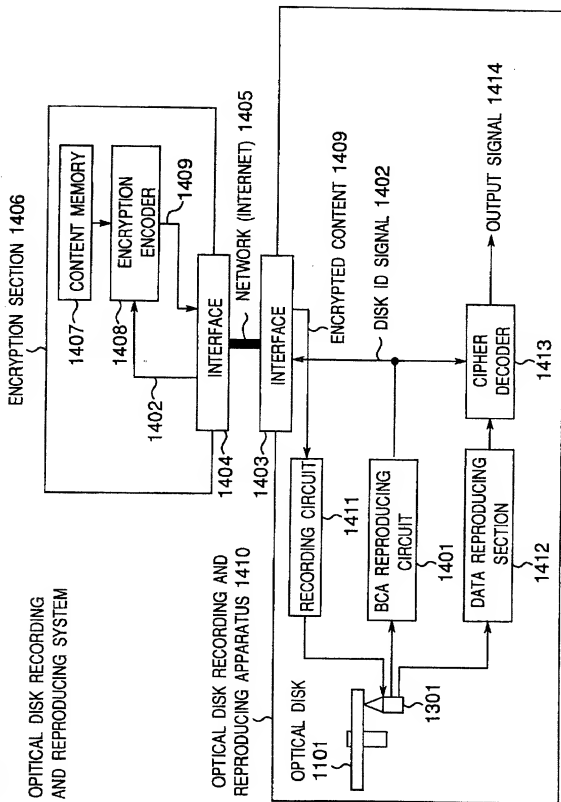 OPITICAL DISK RECORDING
AND REPRODUCING SYSTEM
ENCRYPTION SECTION 1406
CONTENT MEMORY
1407
ENCRYPTION
ENCODER
1408
1409
1402
INTERFACE
1404
NETWORK (INTERNET) 1405
OPTICAL DISK RECORDING AND
REPRODUCING APPARATUS 1410
INTERFACE
1403
ENCRYPTED CONTENT 1409
DISK ID SIGNAL 1402
RECORDING CIRCUIT
1411
OPTICAL DISK
1101
1301
BCA REPRODUCING
CIRCUIT
1401
DATA REPRODUCING
SECTION
1412
CIPHER
DECODER
1413
OUTPUT SIGNAL 1414